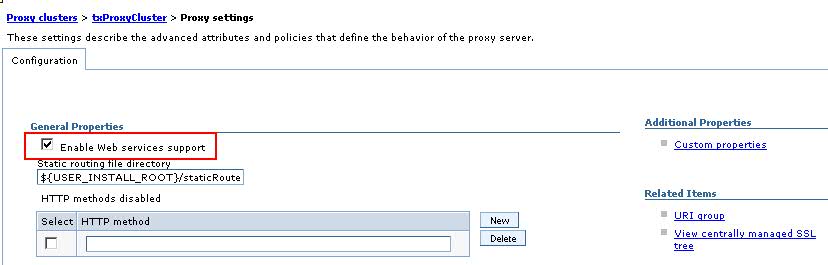 Proxy clusters > txProxyCluster > Proxy settings
These settings describe the advanced attributes and policies that define the behavior of the proxy server.
Configuration
General Properties
Enable Web services support
Static routing file directory
${USER_INSTALL_ROOT}/staticRoute
HTTP methods disabled
Select HTTP method
New
Delete
Additional Properties
Custom properties
Related Items
URI group
View centrally managed SSL
tree